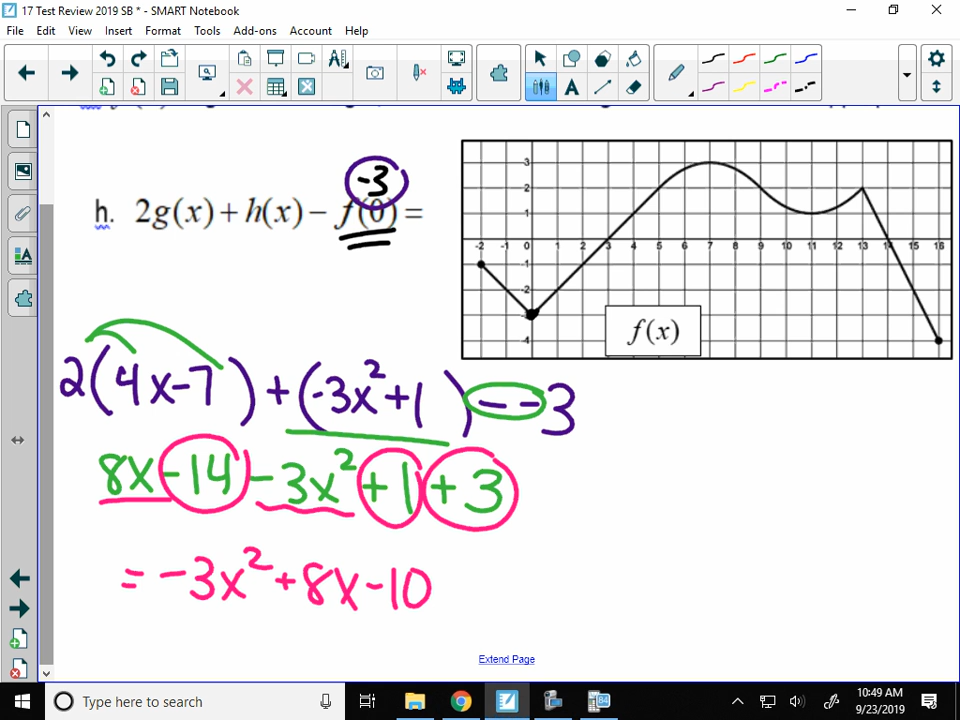 17 Test Review 2019 SB * - SMART Notebook
File Edit View Insert Format Tools Add-ons Account Help
-3
h. 2g(x) + h(x) − f(0) =
3
2
1
-2 -1 0 1 2 3 4 5 6 7 8 9 10 11 12 13 14 15 16
-1
-2
-4
f(x)
2(4x-7) + (-3x²+1) - -3
8x -14 - 3x² + 1 + 3
= -3x² + 8x - 10
Extend Page
Type here to search
10:49 AM
9/23/2019